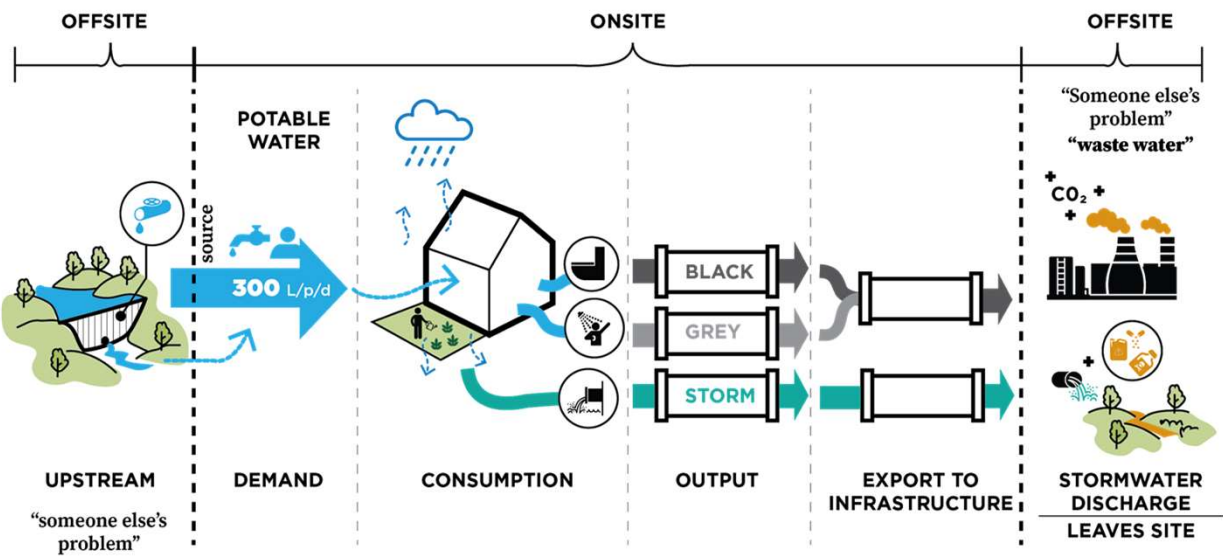 OFFSITE
ONSITE
OFFSITE
"Someone else's
problem"
"waste water"
POTABLE
WATER
source
300 L/p/d
CO₂
BLACK
GREY
STORM
UPSTREAM
DEMAND
CONSUMPTION
OUTPUT
EXPORT TO
INFRASTRUCTURE
STORMWATER
DISCHARGE
LEAVES SITE
"someone else's
problem"